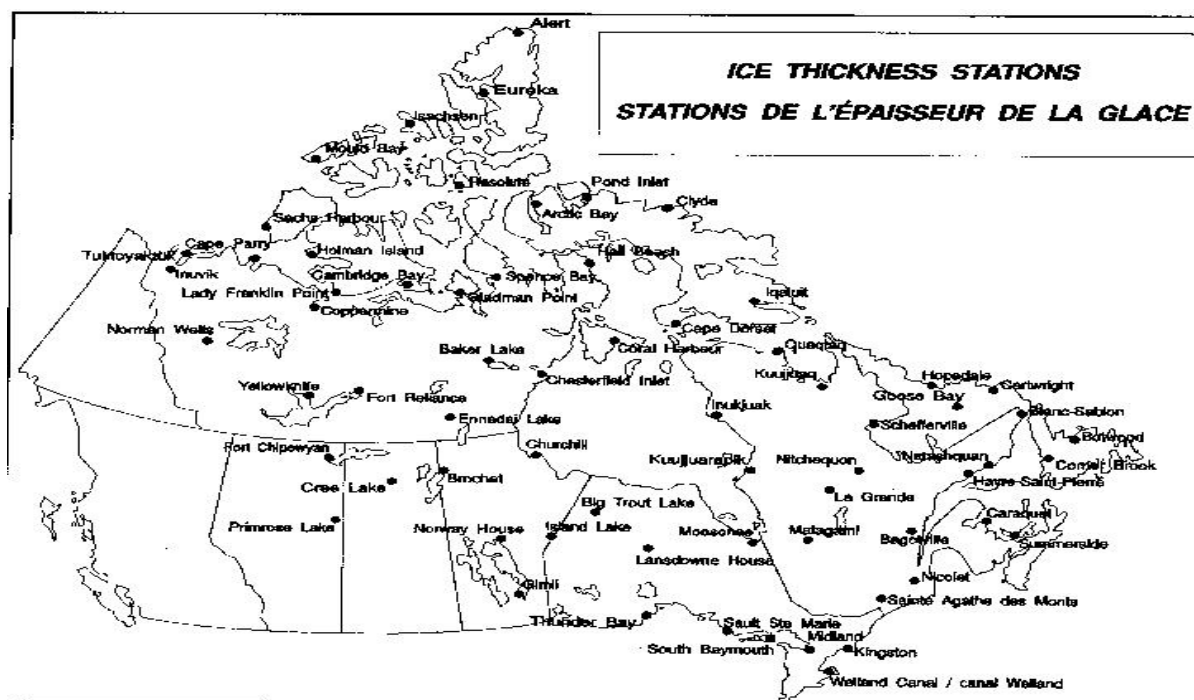 Alert
ICE THICKNESS STATIONS
STATIONS DE L'ÉPAISSEUR DE LA GLACE
Eureka
Isachsen
Mould Bay
Resolute
Pond Inlet
Arctic Bay
Clyde
Sachs Harbour
Cape Parry
Tuktoyaktuk
Holman Island
Hall Beach
Inuvik
Cambridge Bay
Spence Bay
Lady Franklin Point
Gladman Point
Iqaluit
Coppermine
Cape Dorset
Norman Wells
Coral Harbour
Quaqtaq
Baker Lake
Chesterfield Inlet
Kuujjuaq
Hopedale
Cartwright
Yellowknife
Fort Reliance
Goose Bay
Ennadai Lake
Inukjuak
Blanc-Sablon
Schefferville
Botwood
Churchill
Fort Chipewyan
Kuujjuarapik
Nitchequon
Natashquan
Corner Brook
Brochet
Havre-Saint-Pierre
Cree Lake
La Grande
Big Trout Lake
Caraquet
Primrose Lake
Norway House
Island Lake
Moosonee
Matagami
Bagotville
Summerside
Lansdowne House
Nicolet
Gimli
Sainte Agathe des Monts
Thunder Bay
Sault Ste Marie
South Baymouth
Midland
Kingston
Welland Canal / canal Welland